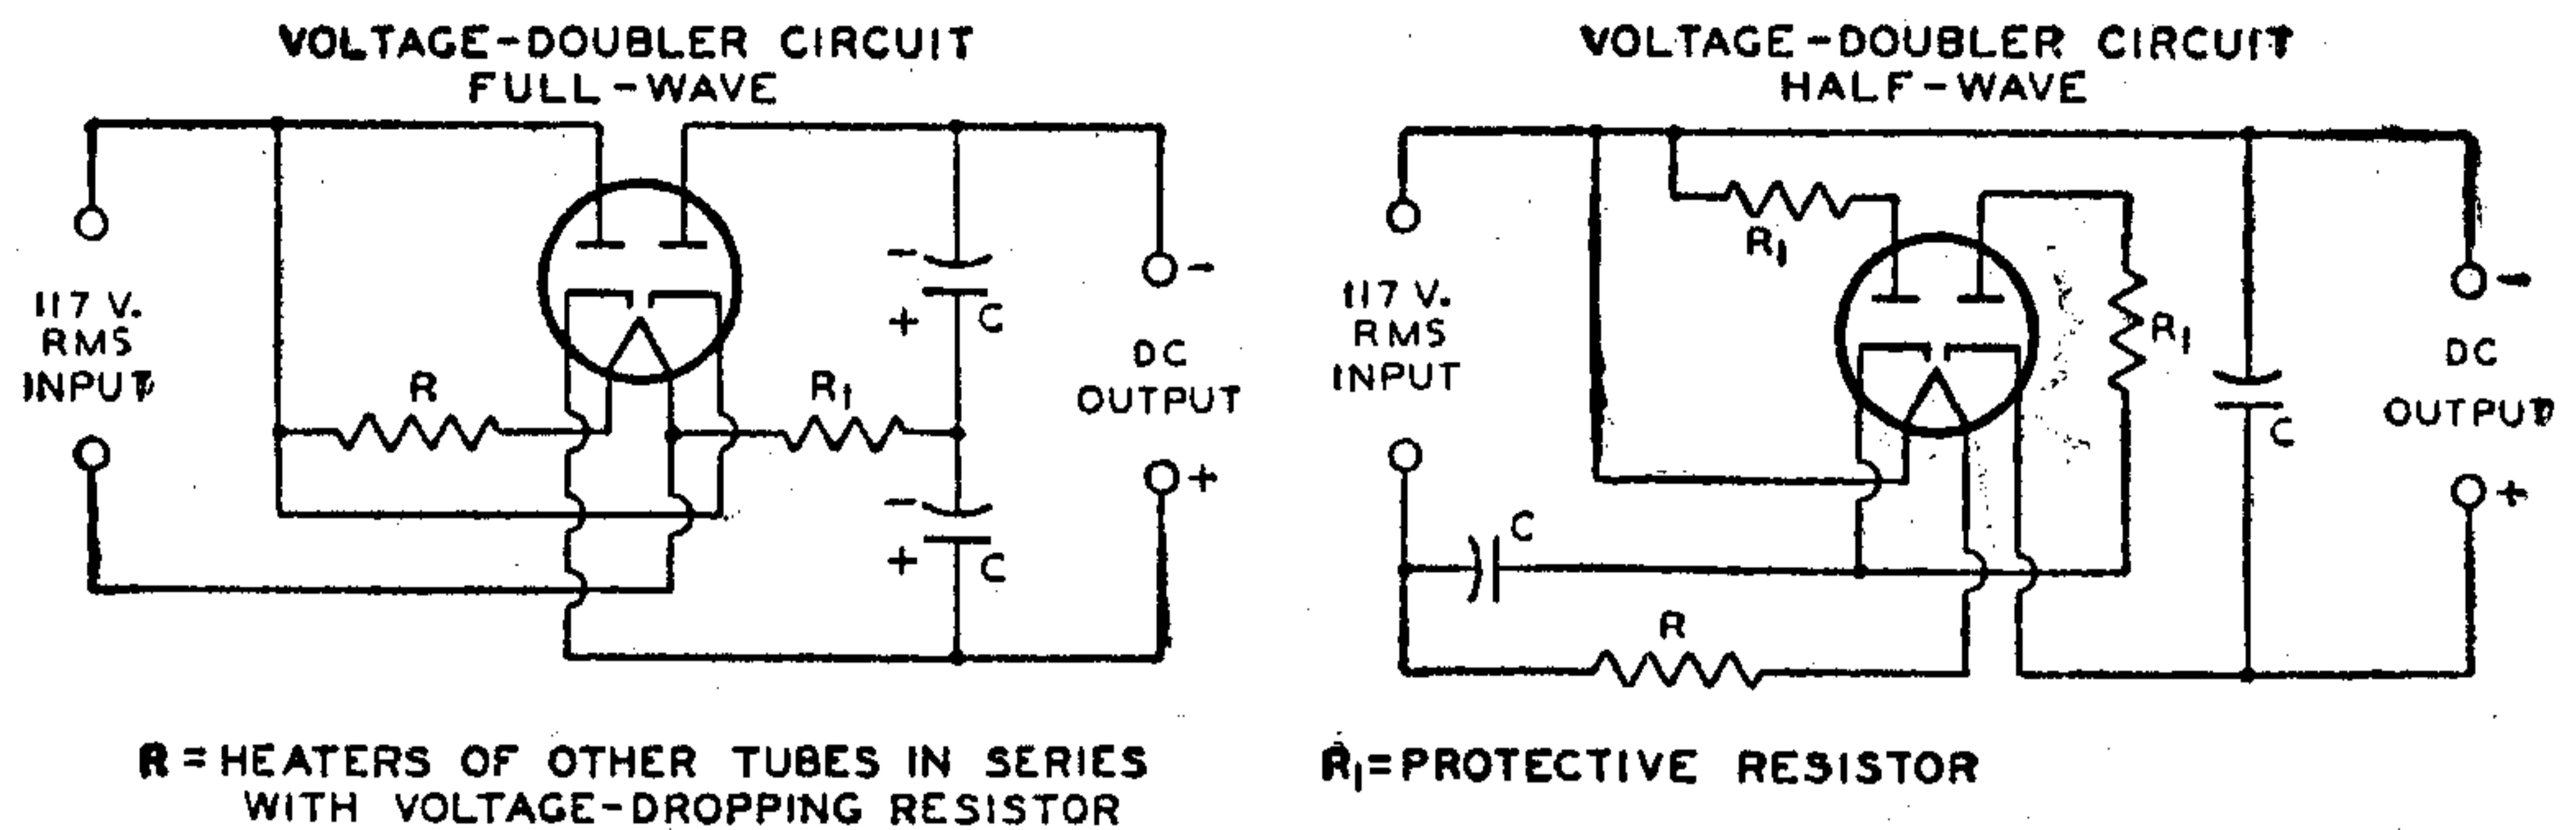 VOLTAGE-DOUBLER CIRCUIT
FULL-WAVE
117 V.
RMS
INPUT
R
R1
-
+
C
-
+
C
-
DC
OUTPUT
+
VOLTAGE-DOUBLER CIRCUIT
HALF-WAVE
117 V.
RMS
INPUT
R1
R1
C
C
R
-
DC
OUTPUT
+
R = HEATERS OF OTHER TUBES IN SERIES
WITH VOLTAGE-DROPPING RESISTOR
R1 = PROTECTIVE RESISTOR